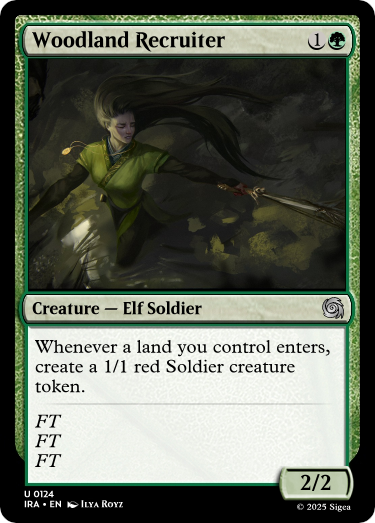 Woodland Recruiter 1
Creature — Elf Soldier
Whenever a land you control enters,
create a 1/1 red Soldier creature
token.
FT
FT
FT
2/2
U 0124
IRA • EN Ilya Royz
© 2025 Sigea